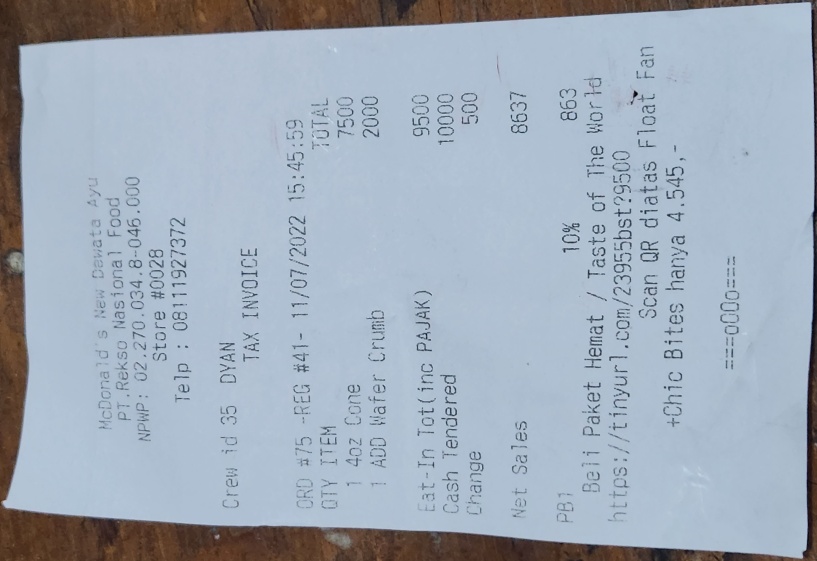 McDonald's New Dewata Ayu
PT.Rekso Nasional Food
NPWP: 02.270.034.8-046.000
Store #0028
Telp : 08111927372
Crew id 35 DYAN
TAX INVOICE
ORD #75 -REG #41- 11/07/2022 15:45:59
QTY ITEM TOTAL
1 4oz Cone 7500
1 ADD Wafer Crumb 2000
Eat-In Tot(inc PAJAK) 9500
Cash Tendered 10000
Change 500
Net Sales 8637
PB1 10% 863
Beli Paket Hemat / Taste of The World
https://tinyurl.com/23955bst?9500
Scan QR diatas Float Fan
+Chic Bites hanya 4.545,-
===oOOo===